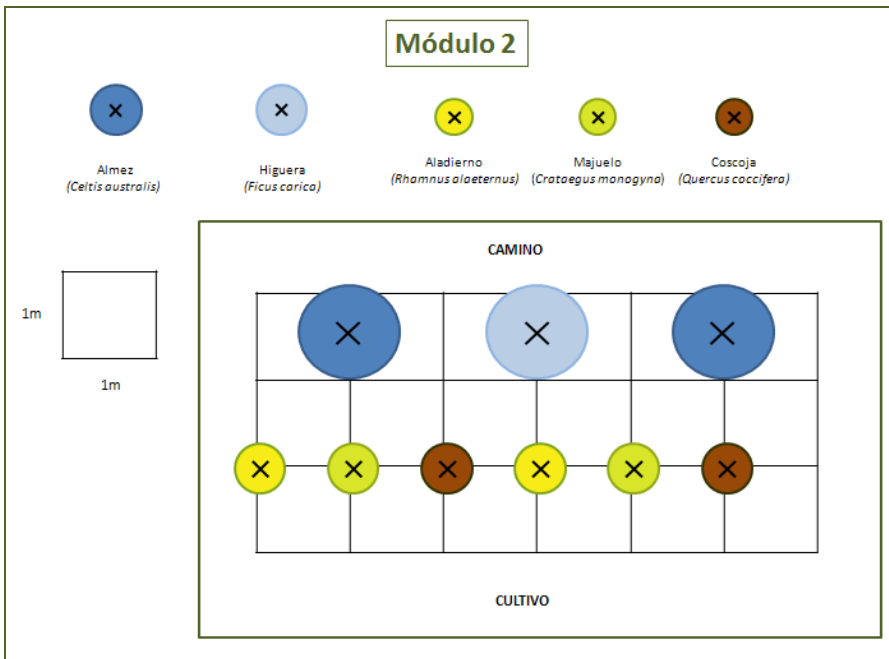 Módulo 2
Almez
(Celtis australis)
Higuera
(Ficus carica)
Aladierno
(Rhamnus alaeternus)
Majuelo
(Crataegus monogyna)
Coscoja
(Quercus coccifera)
1m
1m
CAMINO
CULTIVO